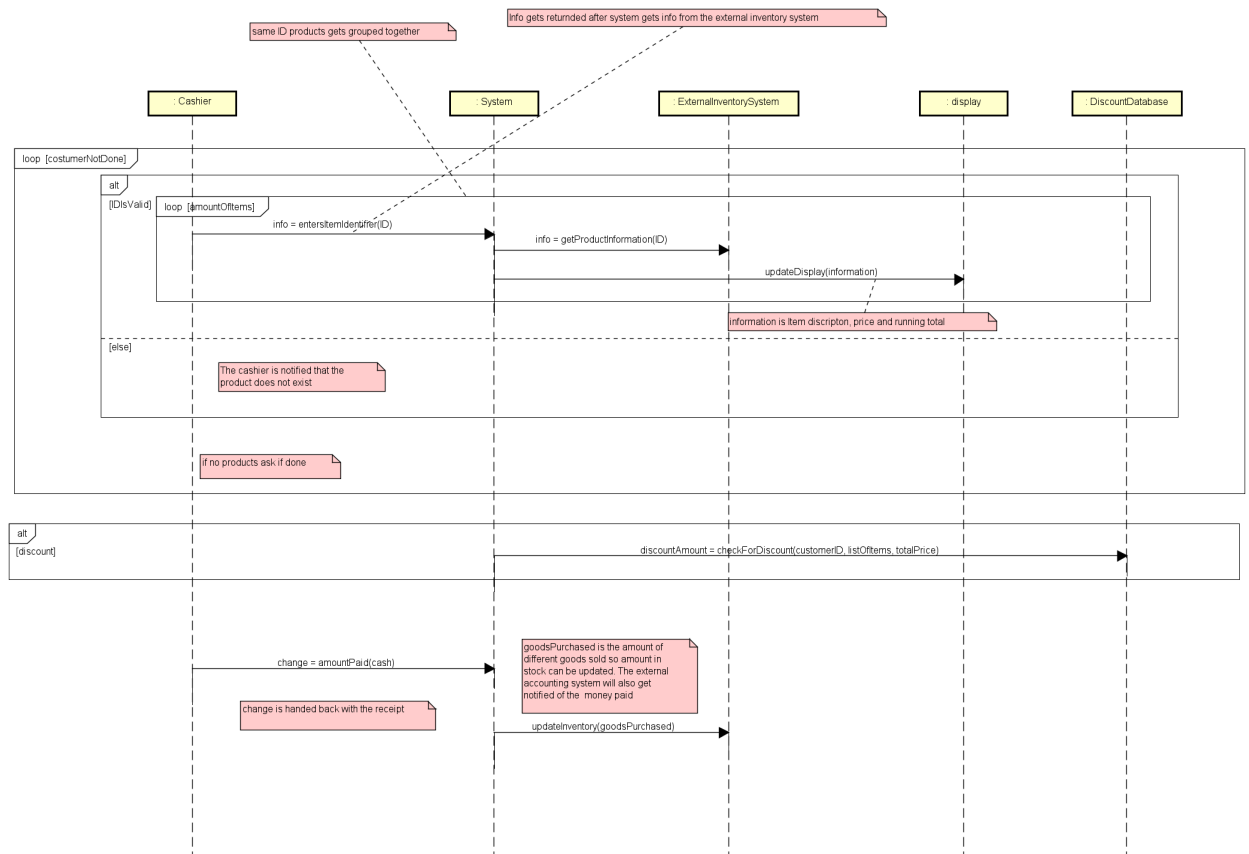 Info gets returnded after system gets info from the external inventory system
same ID products gets grouped together
: Cashier
: System
: ExternalInventorySystem
: display
: DiscountDatabase
loop [costumerNotDone]
alt
[IDIsValid]
loop [amountOfItems]
info = entersItemIdentifier(ID)
info = getProductInformation(ID)
updateDisplay(information)
information is Item discripton, price and running total
[else]
The cashier is notified that the
product does not exist
if no products ask if done
alt
[discount]
discountAmount = checkForDiscount(customerID, listOfItems, totalPrice)
goodsPurchased is the amount of
different goods sold so amount in
stock can be updated. The external
accounting system will also get
notified of the money paid
change = amountPaid(cash)
change is handed back with the receipt
updateInventory(goodsPurchased)